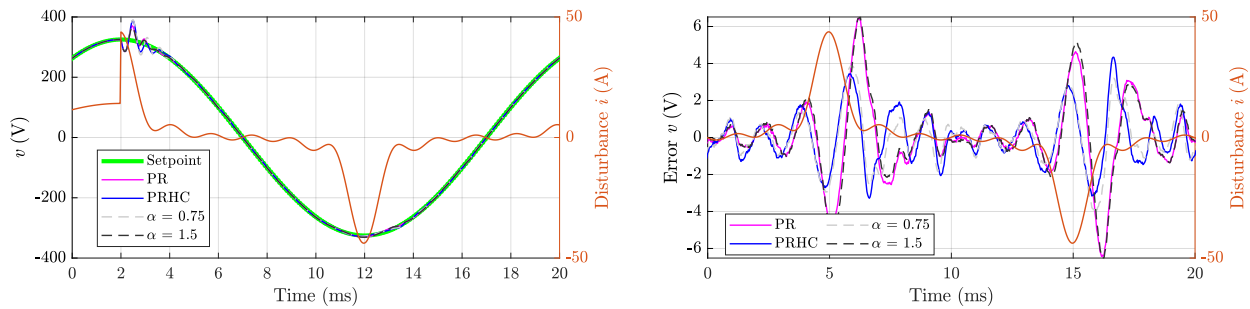 400
200
0
-200
-400
v (V)
50
0
-50
Disturbance i (A)
Setpoint
PR
PRHC
α = 0.75
α = 1.5
0 2 4 6 8 10 12 14 16 18 20
Time (ms)
6
4
2
0
-2
-4
-6
Error v (V)
50
0
-50
Disturbance i (A)
PR α = 0.75
PRHC α = 1.5
0 5 10 15 20
Time (ms)